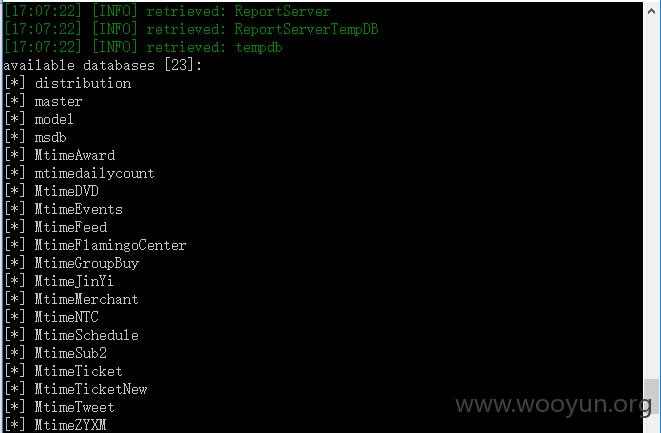 [17:07:22] [INFO] retrieved: ReportServer
[17:07:22] [INFO] retrieved: ReportServerTempDB
[17:07:22] [INFO] retrieved: tempdb
available databases [23]:
[*] distribution
[*] master
[*] model
[*] msdb
[*] MtimeAward
[*] mtimedailycount
[*] MtimeDVD
[*] MtimeEvents
[*] MtimeFeed
[*] MtimeFlamingoCenter
[*] MtimeGroupBuy
[*] MtimeJinYi
[*] MtimeMerchant
[*] MtimeNTC
[*] MtimeSchedule
[*] MtimeSub2
[*] MtimeTicket
[*] MtimeTicketNew
[*] MtimeTweet
[*] MtimeZYXM
www.wooyun.org